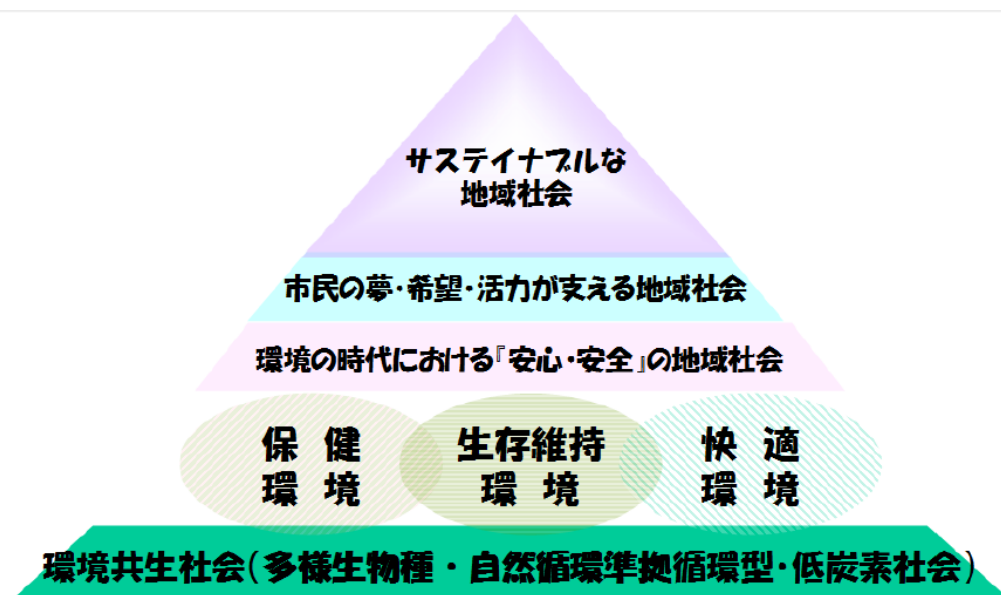 サステイナブルな
地域社会
市民の夢・希望・活力が支える地域社会
環境の時代における『安心・安全』の地域社会
保 健
環 境
生存維持
環 境
快 適
環 境
環境共生社会(多様生物種・自然循環準拠循環型・低炭素社会)